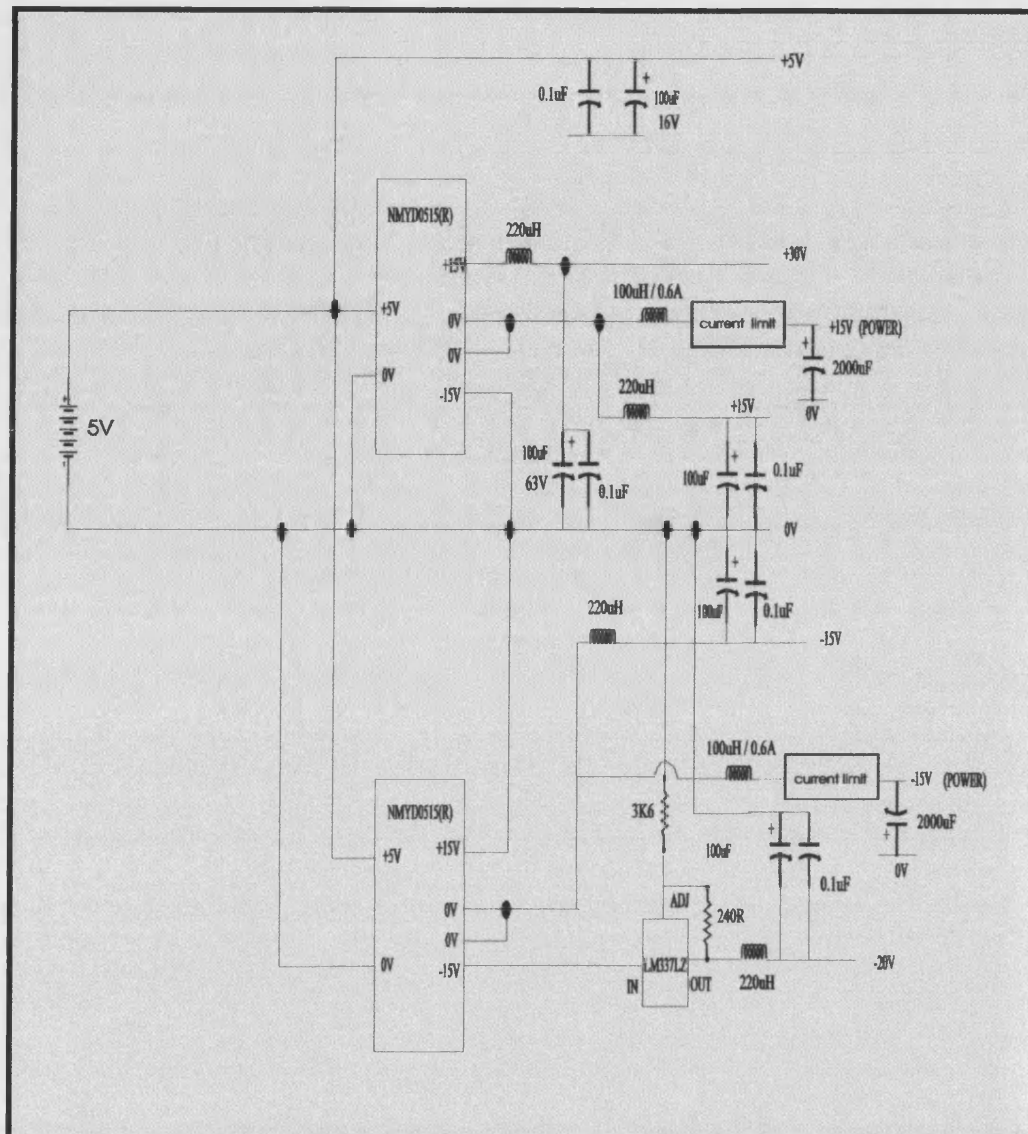 +5V
0.1uF
+
100uF
16V
NMYD0515(R)
220uH
+15V
+30V
100uH / 0.6A
+5V
0V
current limit
+15V (POWER)
+
0V
2000uF
0V
220uH
-15V
+15V
0V
+
5V
-
+
100uF
63V
0.1uF
+
100uF
0.1uF
0V
+
100uF
0.1uF
220uH
-15V
100uH / 0.6A
current limit
-15V (POWER)
NMYD0515(R)
3K6
+
2000uF
+15V
+
100uF
+5V
0V
0.1uF
ADJ
0V
240R
0V
0V
-15V
LM337LZ
-20V
IN
OUT
220uH